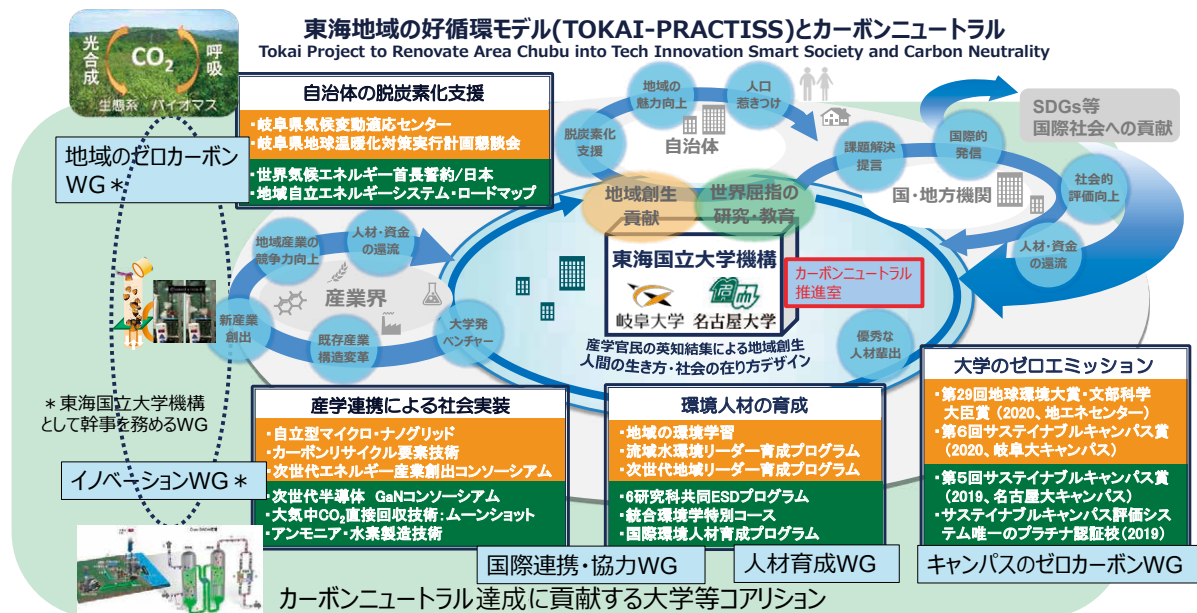 東海地域の好循環モデル(TOKAI-PRACTISS)とカーボンニュートラル
Tokai Project to Renovate Area Chubu into Tech Innovation Smart Society and Carbon Neutrality
光合成
CO2
呼吸
生態系
バイオマス
自治体の脱炭素化支援
・岐阜県気候変動適応センター
・岐阜県地球温暖化対策実行計画懇談会
・世界気候エネルギー首長誓約/日本
・地域自立エネルギーシステム・ロードマップ
地域のゼロカーボン
WG＊
脱炭素化
支援
地域の
魅力向上
人口
惹きつけ
自治体
課題解決
提言
国際的
発信
社会的
評価向上
人材・資金
の還流
国・地方機関
SDGs等
国際社会への貢献
地域創生
貢献
世界屈指の
研究・教育
東海国立大学機構
岐阜大学
名古屋大学
カーボンニュートラル
推進室
産学官民の英知結集による地域創生
人間の生き方・社会の在り方デザイン
優秀な
人材輩出
地域産業の
競争力向上
人材・資金
の還流
産業界
新産業
創出
既存産業
構造変革
大学発
ベンチャー
＊東海国立大学機構
として幹事を務めるWG
イノベーションWG＊
産学連携による社会実装
・自立型マイクロ・ナノグリッド
・カーボンリサイクル要素技術
・次世代エネルギー産業創出コンソーシアム
・次世代半導体 GaNコンソーシアム
・大気中CO2直接回収技術：ムーンショット
・アンモニア・水素製造技術
環境人材の育成
・地域の環境学習
・流域水環境リーダー育成プログラム
・次世代地域リーダー育成プログラム
・6研究科共同ESDプログラム
・統合環境学特別コース
・国際環境人材育成プログラム
大学のゼロエミッション
・第29回地球環境大賞・文部科学
大臣賞（2020、地エネセンター）
・第6回サステイナブルキャンパス賞
（2020、岐阜大キャンパス）
・第5回サステイナブルキャンパス賞
（2019、名古屋大キャンパス）
・サステイナブルキャンパス評価シス
テム唯一のプラチナ認証校（2019）
国際連携・協力WG
人材育成WG
キャンパスのゼロカーボンWG
カーボンニュートラル達成に貢献する大学等コアリション